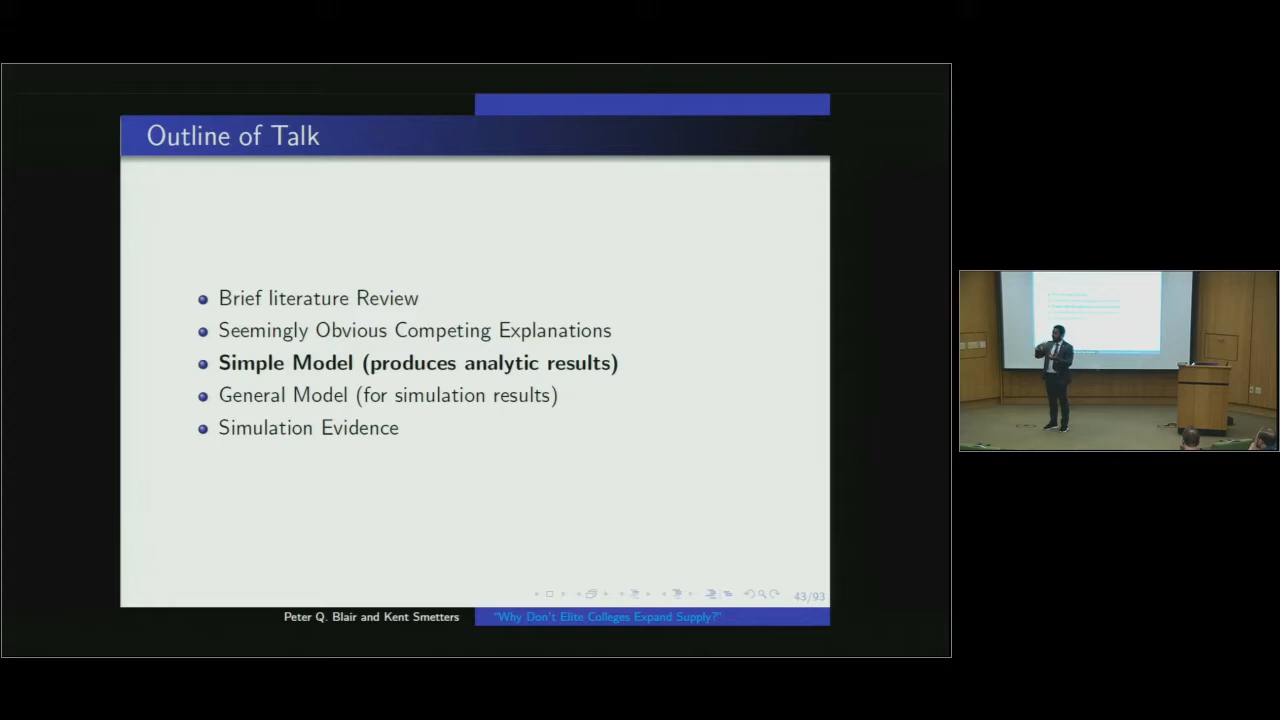 Outline of Talk
Brief literature Review
Seemingly Obvious Competing Explanations
Simple Model (produces analytic results)
General Model (for simulation results)
Simulation Evidence
43/93
Peter Q. Blair and Kent Smetters
"Why Don't Elite Colleges Expand Supply?"